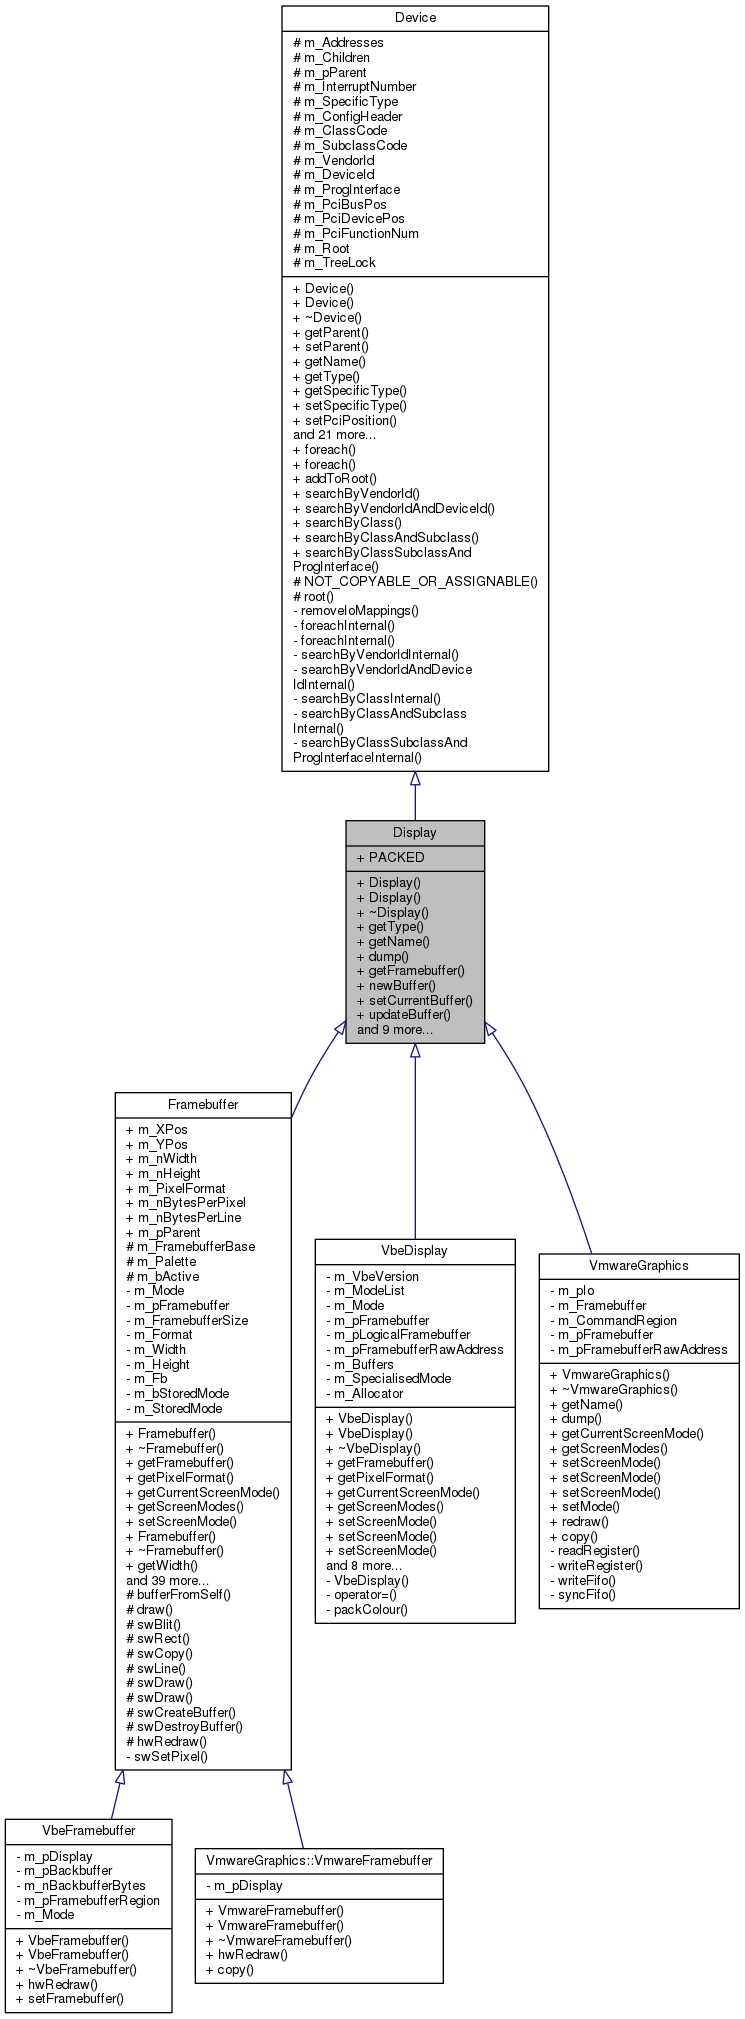 Device
# m_Addresses
# m_Children
# m_pParent
# m_InterruptNumber
# m_SpecificType
# m_ConfigHeader
# m_ClassCode
# m_SubclassCode
# m_VendorId
# m_DeviceId
# m_ProgInterface
# m_PciBusPos
# m_PciDevicePos
# m_PciFunctionNum
# m_Root
# m_TreeLock
+ Device()
+ Device()
+ ~Device()
+ getParent()
+ setParent()
+ getName()
+ getType()
+ getSpecificType()
+ setSpecificType()
+ setPciPosition()
and 21 more...
+ foreach()
+ foreach()
+ addToRoot()
+ searchByVendorId()
+ searchByVendorIdAndDeviceId()
+ searchByClass()
+ searchByClassAndSubclass()
+ searchByClassSubclassAnd
ProgInterface()
# NOT_COPYABLE_OR_ASSIGNABLE()
# root()
- removeIoMappings()
- foreachInternal()
- foreachInternal()
- searchByVendorIdInternal()
- searchByVendorIdAndDevice
IdInternal()
- searchByClassInternal()
- searchByClassAndSubclass
Internal()
- searchByClassSubclassAnd
ProgInterfaceInternal()
Display
+ PACKED
+ Display()
+ Display()
+ ~Display()
+ getType()
+ getName()
+ dump()
+ getFramebuffer()
+ newBuffer()
+ setCurrentBuffer()
+ updateBuffer()
and 9 more...
Framebuffer
+ m_XPos
+ m_YPos
+ m_nWidth
+ m_nHeight
+ m_PixelFormat
+ m_nBytesPerPixel
+ m_nBytesPerLine
+ m_pParent
# m_FramebufferBase
# m_Palette
# m_bActive
- m_Mode
- m_pFramebuffer
- m_FramebufferSize
- m_Format
- m_Width
- m_Height
- m_Fb
- m_bStoredMode
- m_StoredMode
+ Framebuffer()
+ ~Framebuffer()
+ getFramebuffer()
+ getPixelFormat()
+ getCurrentScreenMode()
+ getScreenModes()
+ setScreenMode()
+ Framebuffer()
+ ~Framebuffer()
+ getWidth()
and 39 more...
# bufferFromSelf()
# draw()
# swBlit()
# swRect()
# swCopy()
# swLine()
# swDraw()
# swDraw()
# swCreateBuffer()
# swDestroyBuffer()
# hwRedraw()
- swSetPixel()
VbeDisplay
- m_VbeVersion
- m_ModeList
- m_Mode
- m_pFramebuffer
- m_pLogicalFramebuffer
- m_pFramebufferRawAddress
- m_Buffers
- m_SpecialisedMode
- m_Allocator
+ VbeDisplay()
+ VbeDisplay()
+ ~VbeDisplay()
+ getFramebuffer()
+ getPixelFormat()
+ getCurrentScreenMode()
+ getScreenModes()
+ setScreenMode()
+ setScreenMode()
+ setScreenMode()
and 8 more...
- VbeDisplay()
- operator=()
- packColour()
VmwareGraphics
- m_pIo
- m_Framebuffer
- m_CommandRegion
- m_pFramebuffer
- m_pFramebufferRawAddress
+ VmwareGraphics()
+ ~VmwareGraphics()
+ getName()
+ dump()
+ getCurrentScreenMode()
+ getScreenModes()
+ setScreenMode()
+ setScreenMode()
+ setScreenMode()
+ setMode()
+ redraw()
+ copy()
- readRegister()
- writeRegister()
- writeFifo()
- syncFifo()
VbeFramebuffer
- m_pDisplay
- m_pBackbuffer
- m_nBackbufferBytes
- m_pFramebufferRegion
- m_Mode
+ VbeFramebuffer()
+ VbeFramebuffer()
+ ~VbeFramebuffer()
+ hwRedraw()
+ setFramebuffer()
VmwareGraphics::VmwareFramebuffer
- m_pDisplay
+ VmwareFramebuffer()
+ VmwareFramebuffer()
+ ~VmwareFramebuffer()
+ hwRedraw()
+ copy()